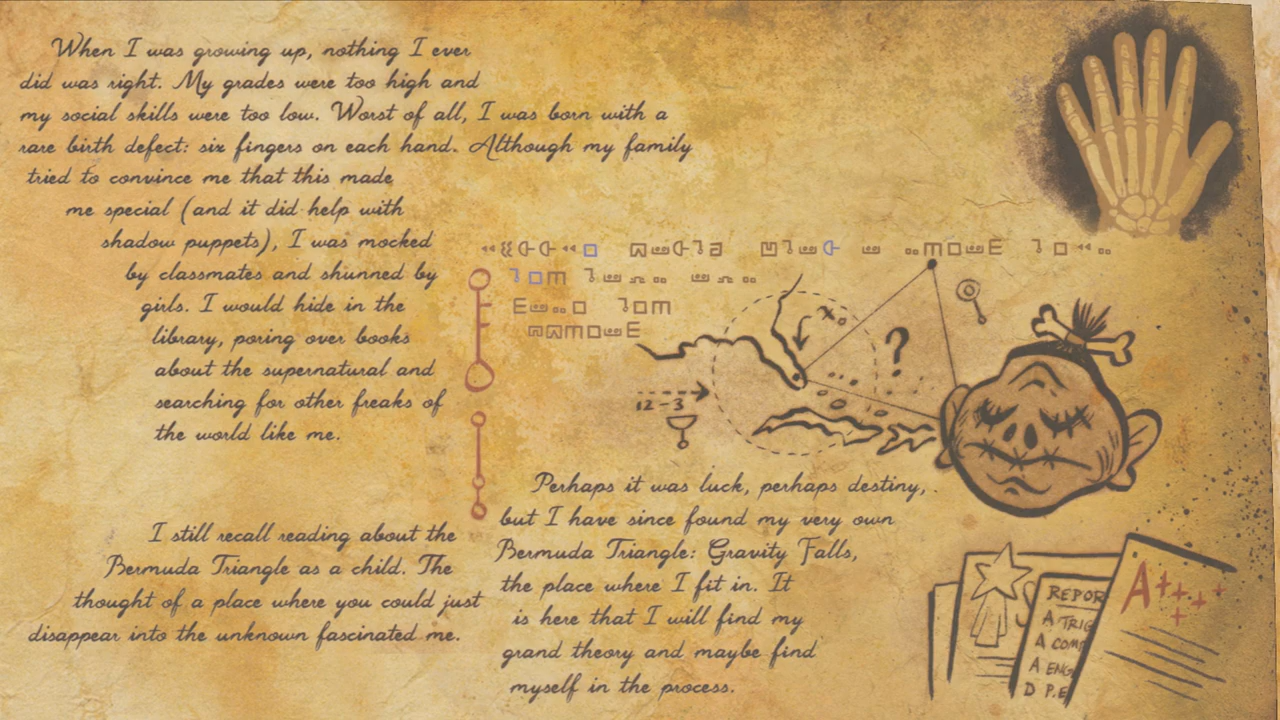 When I was growing up, nothing I ever
did was right. My grades were too high and
my social skills were too low. Worst of all, I was born with a
rare birth defect: six fingers on each hand. Although my family
tried to convince me that this made
me special (and it did help with
shadow puppets), I was mocked
by classmates and shunned by
girls. I would hide in the
library, poring over books
about the supernatural and
searching for other freaks of
the world like me.
I still recall reading about the
Bermuda Triangle as a child. The
thought of a place where you could just
disappear into the unknown fascinated me.
?
12-3
Perhaps it was luck, perhaps destiny,
but I have since found my very own
Bermuda Triangle: Gravity Falls,
the place where I fit in. It
is here that I will find my
grand theory and maybe find
myself in the process.
REPOR
A TRIG
A COM
A ENG
D P.E
A+++++